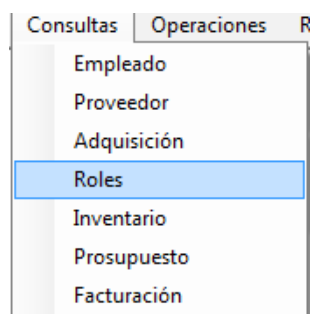 Consultas Operaciones R
Empleado
Proveedor
Adquisición
Roles
Inventario
Prosupuesto
Facturación